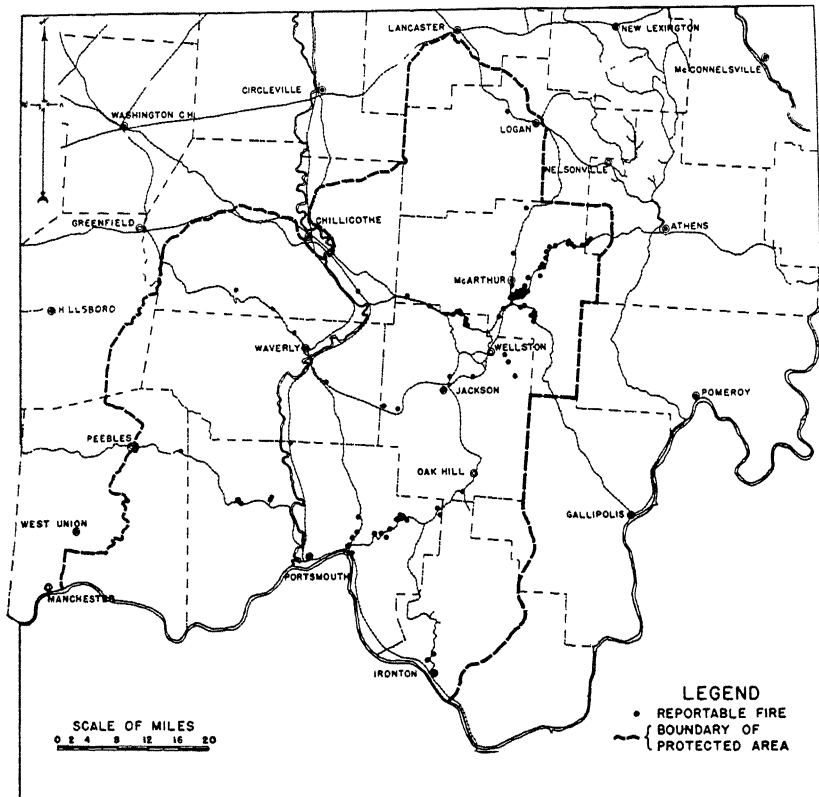 LANCASTER
NEW LEXINGTON
McCONNELSVILLE
CIRCLEVILLE
WASHINGTON C.H.
LOGAN
NELSONVILLE
GREENFIELD
CHILLICOTHE
ATHENS
McARTHUR
HILLSBORO
WAVERLY
WELLSTON
JACKSON
POMEROY
PEEBLES
OAK HILL
WEST UNION
GALLIPOLIS
PORTSMOUTH
MANCHESTER
IRONTON
LEGEND
REPORTABLE FIRE
BOUNDARY OF
PROTECTED AREA
SCALE OF MILES
0 2 4 8 12 16 20